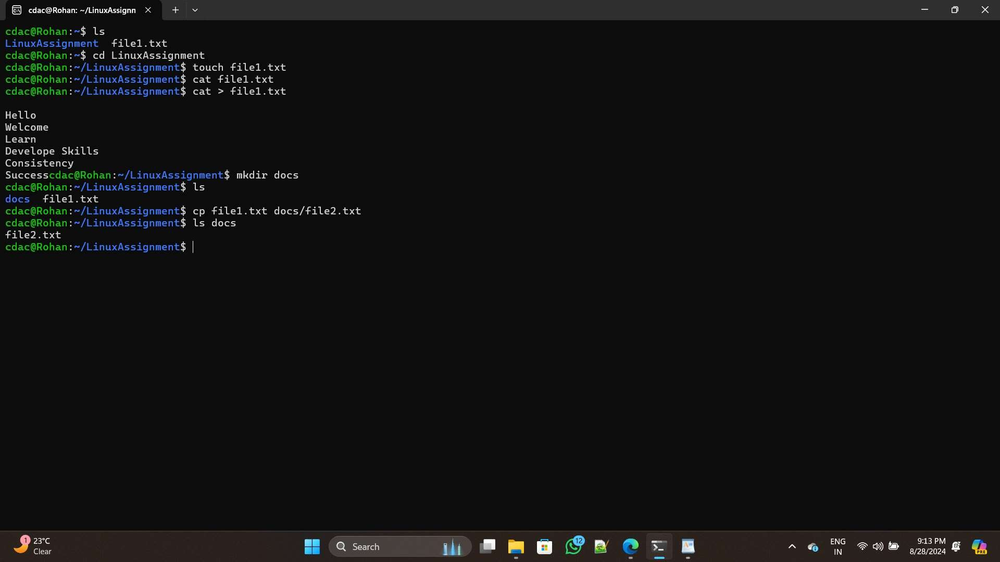 cdac@Rohan: ~/LinuxAssignn
cdac@Rohan:~$ ls
LinuxAssignment  file1.txt
cdac@Rohan:~$ cd LinuxAssignment
cdac@Rohan:~/LinuxAssignment$ touch file1.txt
cdac@Rohan:~/LinuxAssignment$ cat file1.txt
cdac@Rohan:~/LinuxAssignment$ cat > file1.txt
Hello
Welcome
Learn
Develope Skills
Consistency
Successcdac@Rohan:~/LinuxAssignment$ mkdir docs
cdac@Rohan:~/LinuxAssignment$ ls
docs  file1.txt
cdac@Rohan:~/LinuxAssignment$ cp file1.txt docs/file2.txt
cdac@Rohan:~/LinuxAssignment$ ls docs
file2.txt
cdac@Rohan:~/LinuxAssignment$
1
23°C
Clear
Search
12
ENG
IN
9:13 PM
8/28/2024
PRE